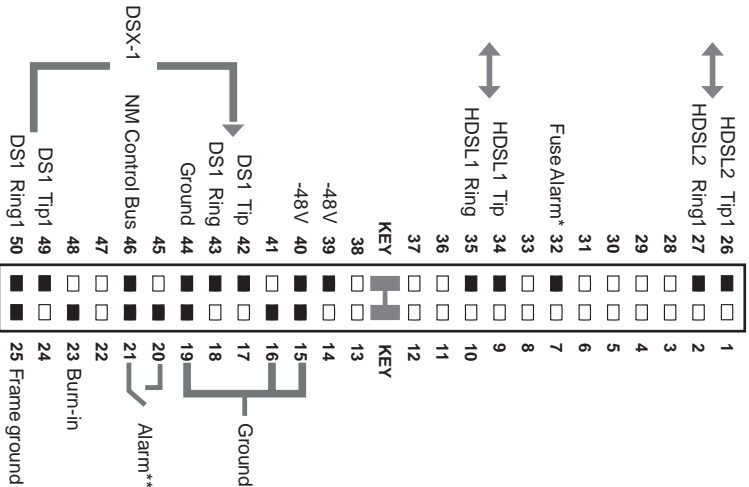 HDSL2 Tip1 26 1
HDSL2 Ring1 27 2
28 3
29 4
30 5
31 6
Fuse Alarm* 32 7
33 8
HDSL1 Tip 34 9
HDSL1 Ring 35 10
36 11
37 12
KEY KEY
38 13
-48V 39 14
-48V 40 15
41 16
Ground
DS1 Tip 42 17
DS1 Ring 43 18
Ground 44 19
45 20
Alarm**
NM Control Bus 46 21
DSX-1
47 22
48 23 Burn-in
DS1 Tip1 49 24
DS1 Ring1 50 25 Frame ground